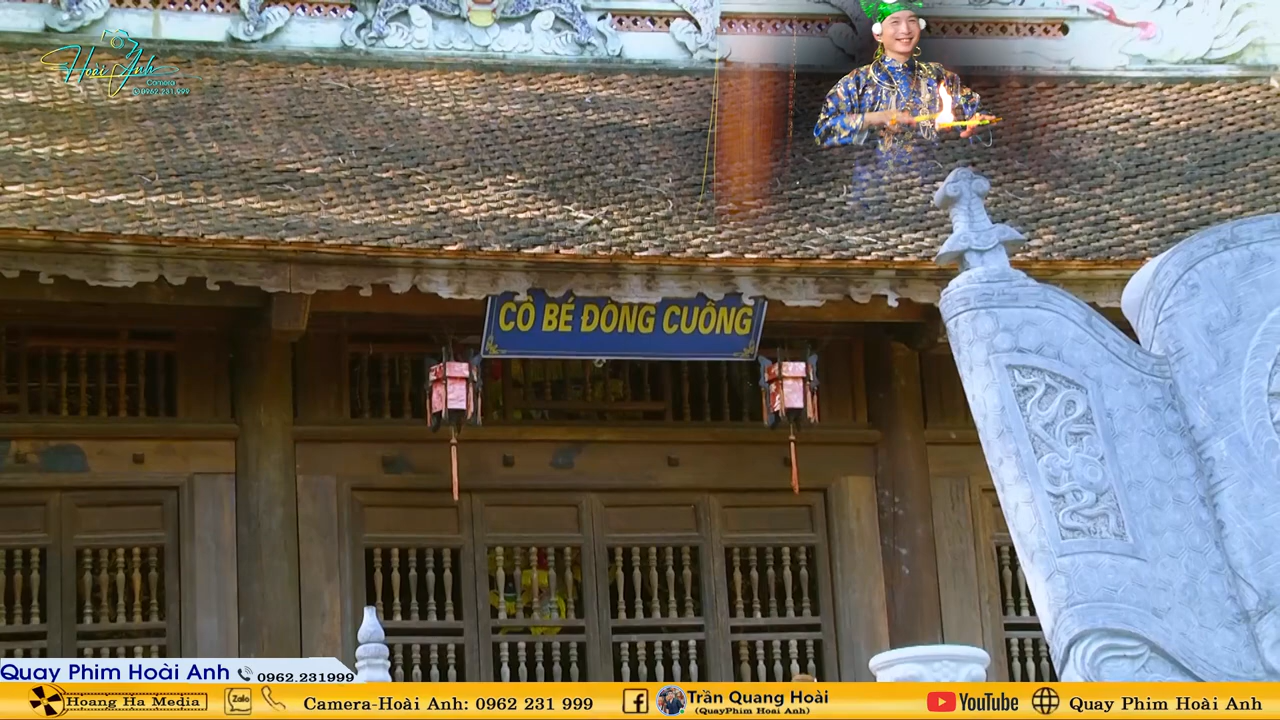 Hoài Anh
Camera
0962.231.999
CÔ BÉ ĐÔNG CUÔNG
Quay Phim Hoài Anh 0962.231999
Hoang Ha Media
Zalo
Camera-Hoài Anh: 0962 231 999
Trần Quang Hoài
(QuayPhim Hoai Anh)
YouTube
Quay Phim Hoài Anh